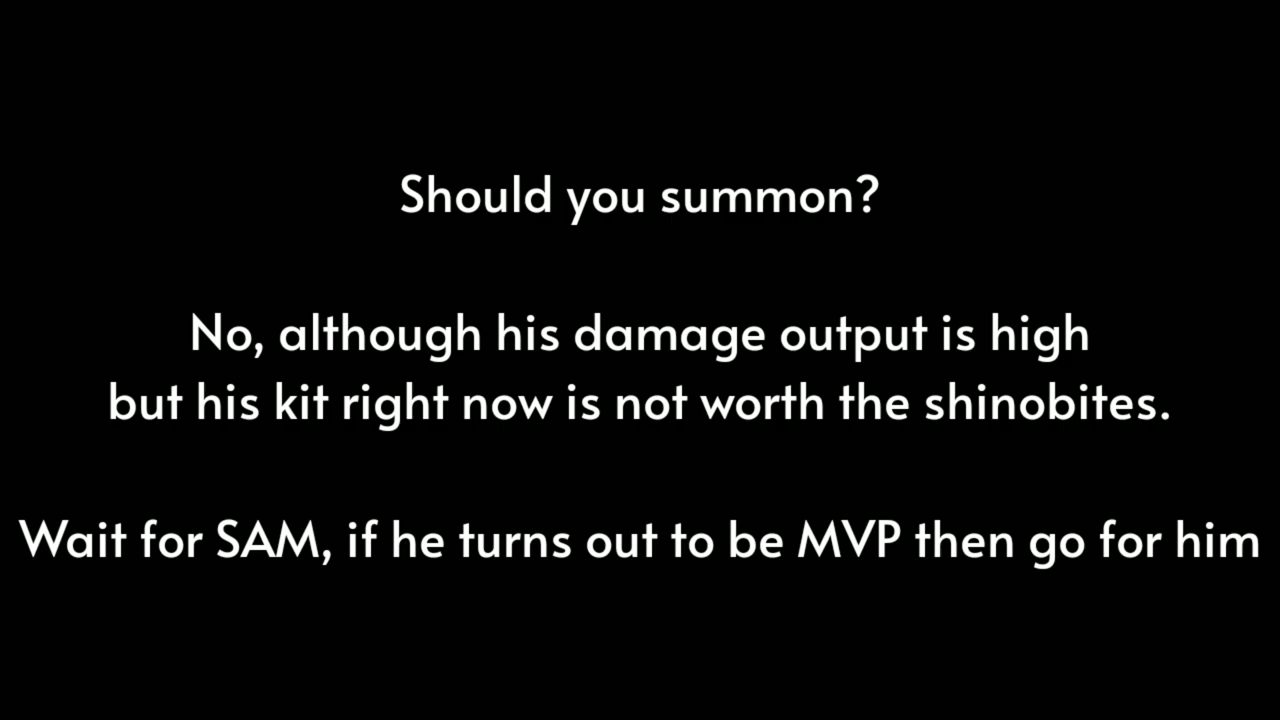 Should you summon?
No, although his damage output is high
but his kit right now is not worth the shinobites.
Wait for SAM, if he turns out to be MVP then go for him